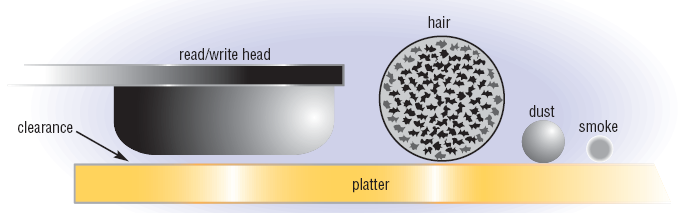 hair
read/write head
dust
smoke
clearance
platter